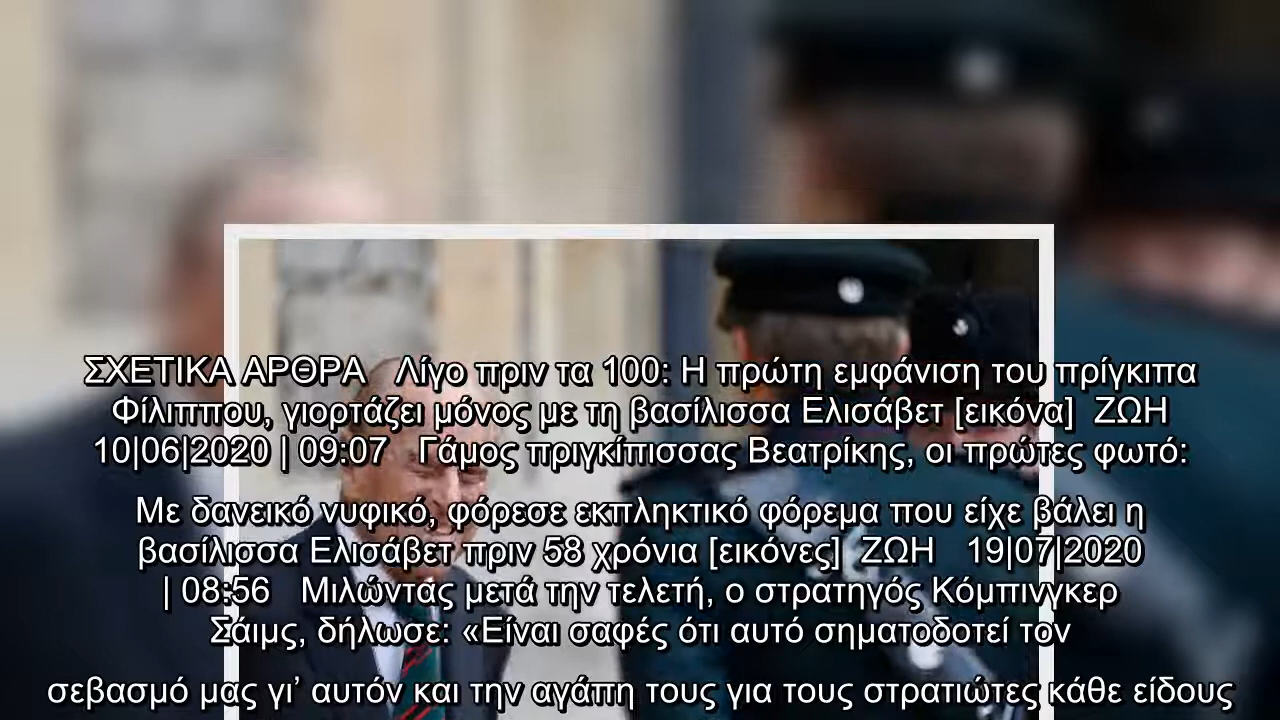 ΣΧΕΤΙΚΑ ΑΡΘΡΑ Λίγο πριν τα 100: Η πρώτη εμφάνιση του πρίγκιπα
Φίλιππου, γιορτάζει μόνος με τη βασίλισσα Ελισάβετ [εικόνα] ΖΩΗ
10|06|2020 | 09:07 Γάμος πριγκίπισσας Βεατρίκης, οι πρώτες φωτό:
Με δανεικό νυφικό, φόρεσε εκπληκτικό φόρεμα που είχε βάλει η
βασίλισσα Ελισάβετ πριν 58 χρόνια [εικόνες] ΖΩΗ 19|07|2020
| 08:56 Μιλώντας μετά την τελετή, ο στρατηγός Κόμπινγκερ
Σάιμς, δήλωσε: «Είναι σαφές ότι αυτό σηματοδοτεί τον
σεβασμό μας γι’ αυτόν και την αγάπη τους για τους στρατιώτες κάθε είδους